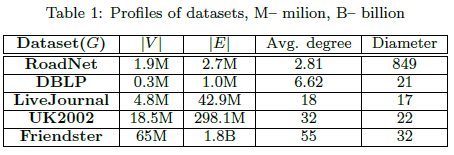 Table 1: Profiles of datasets, M– milion, B– billion
Dataset(G) |V| |E| Avg. degree Diameter
RoadNet 1.9M 2.7M 2.81 849
DBLP 0.3M 1.0M 6.62 21
LiveJournal 4.8M 42.9M 18 17
UK2002 18.5M 298.1M 32 22
Friendster 65M 1.8B 55 32